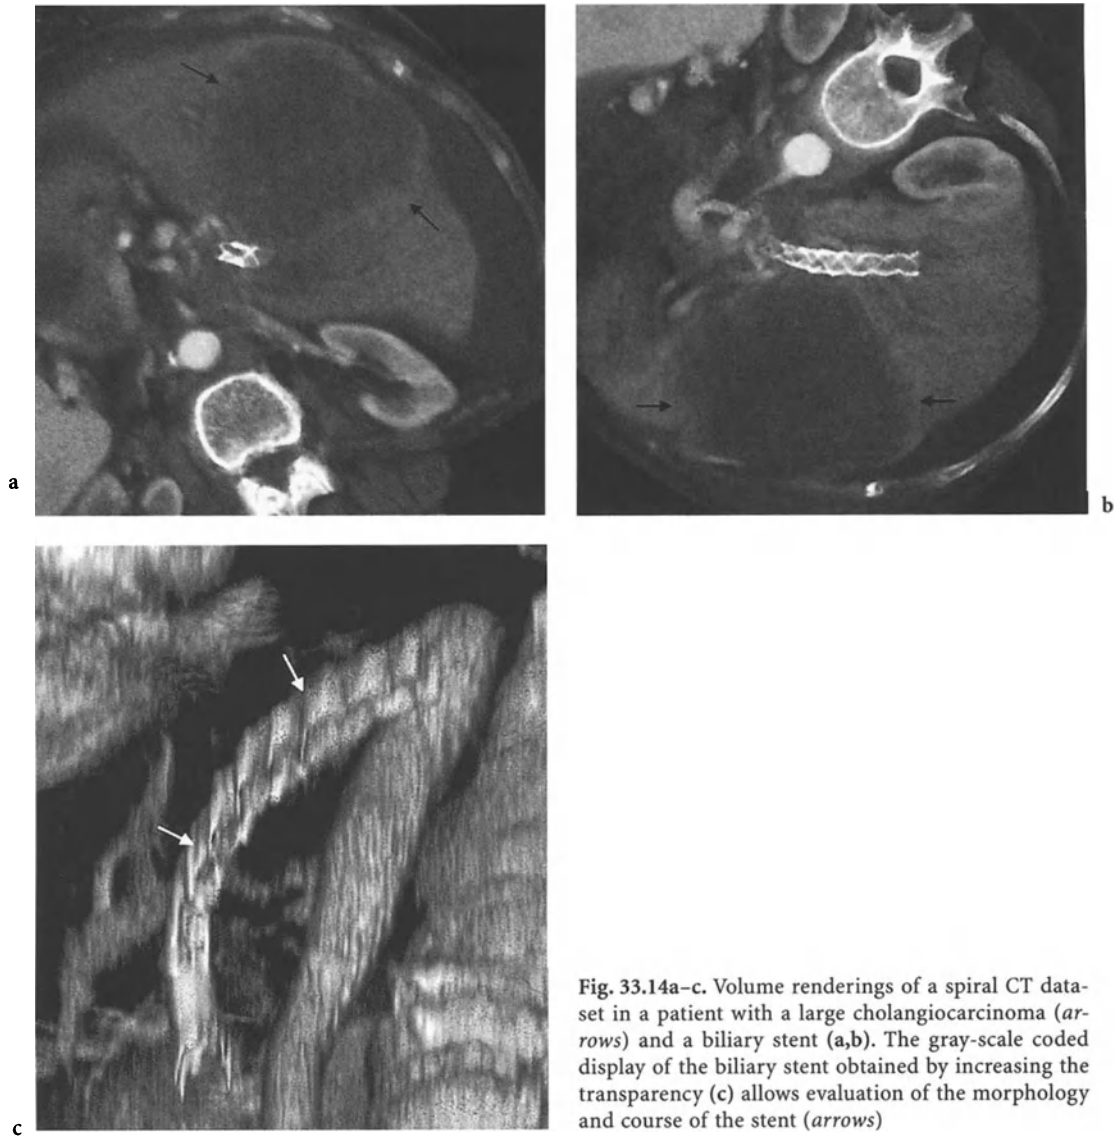 a
b
c
Fig. 33.14a–c. Volume renderings of a spiral CT data-
set in a patient with a large cholangiocarcinoma (ar-
rows) and a biliary stent (a,b). The gray-scale coded
display of the biliary stent obtained by increasing the
transparency (c) allows evaluation of the morphology
and course of the stent (arrows)